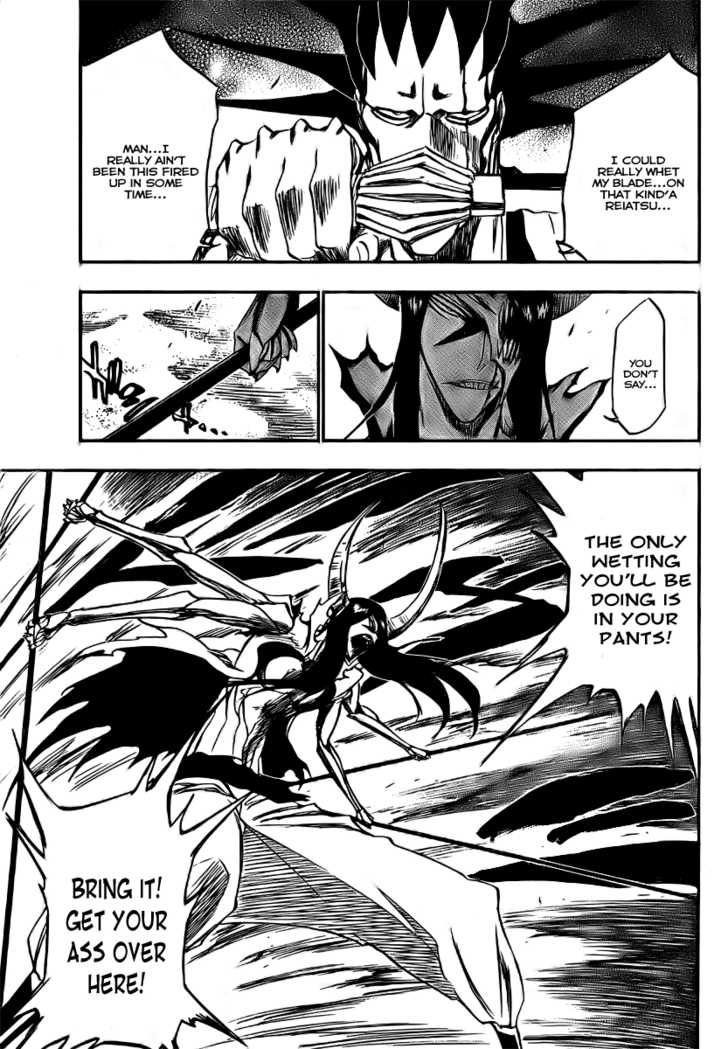 I COULD
REALLY WHET
MY BLADE...ON
THAT KIND'A
REIATSU...
MAN...I
REALLY AIN'T
BEEN THIS FIRED
UP IN SOME
TIME...
YOU
DON'T
SAY...
THE ONLY
WETTING
YOU'LL BE
DOING IS
IN YOUR
PANTS!
BRING IT!
GET YOUR
ASS OVER
HERE!